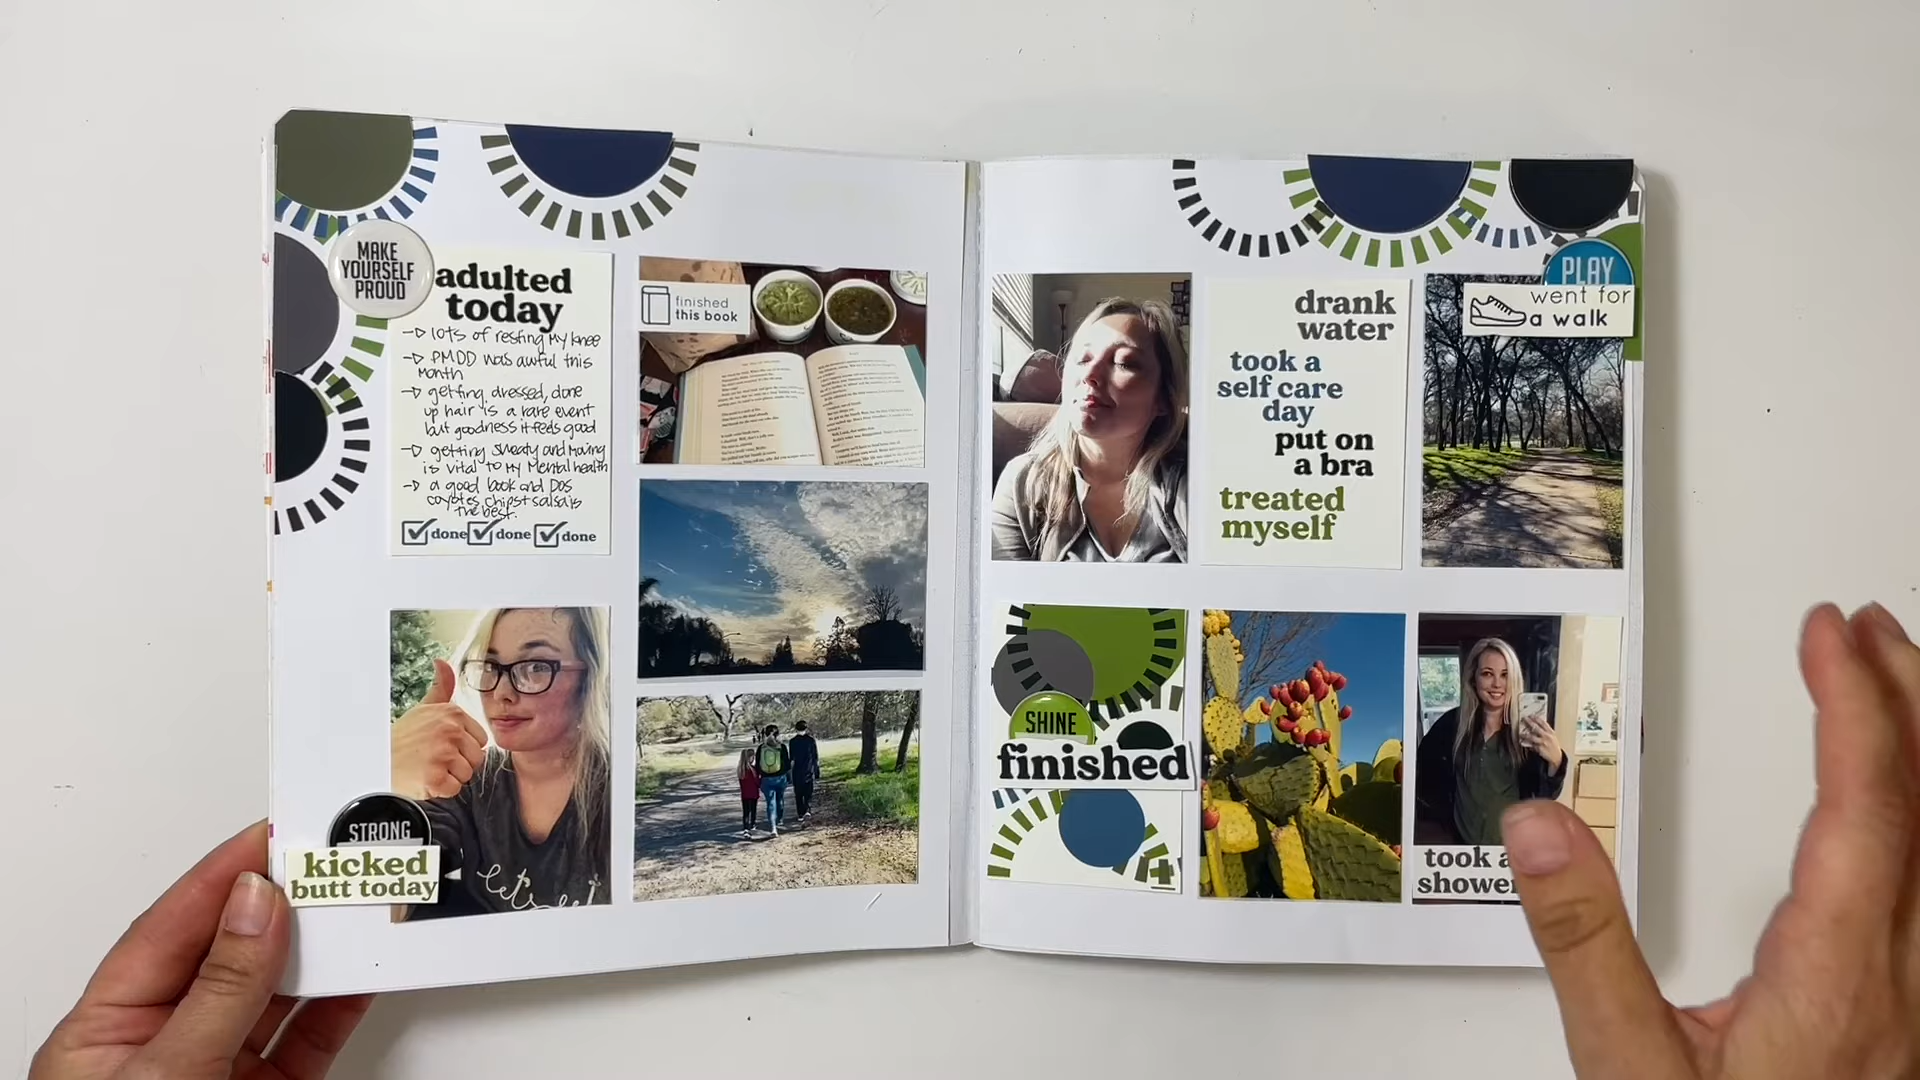 MAKE
YOURSELF
PROUD
adulted
today
lots of resting my knee
PMDD was awful this
month
getting dressed, done
up hair is a rare event
but goodness it feels good
getting sweaty and moving
is vital to my mental health
a good book and Dos
coyotes chips + salsa is
the best.
done done done
finished
this book
STRONG
kicked
butt today
drank
water
took a
self care
day
put on
a bra
treated
myself
PLAY
went for
a walk
SHINE
finished
took a
shower